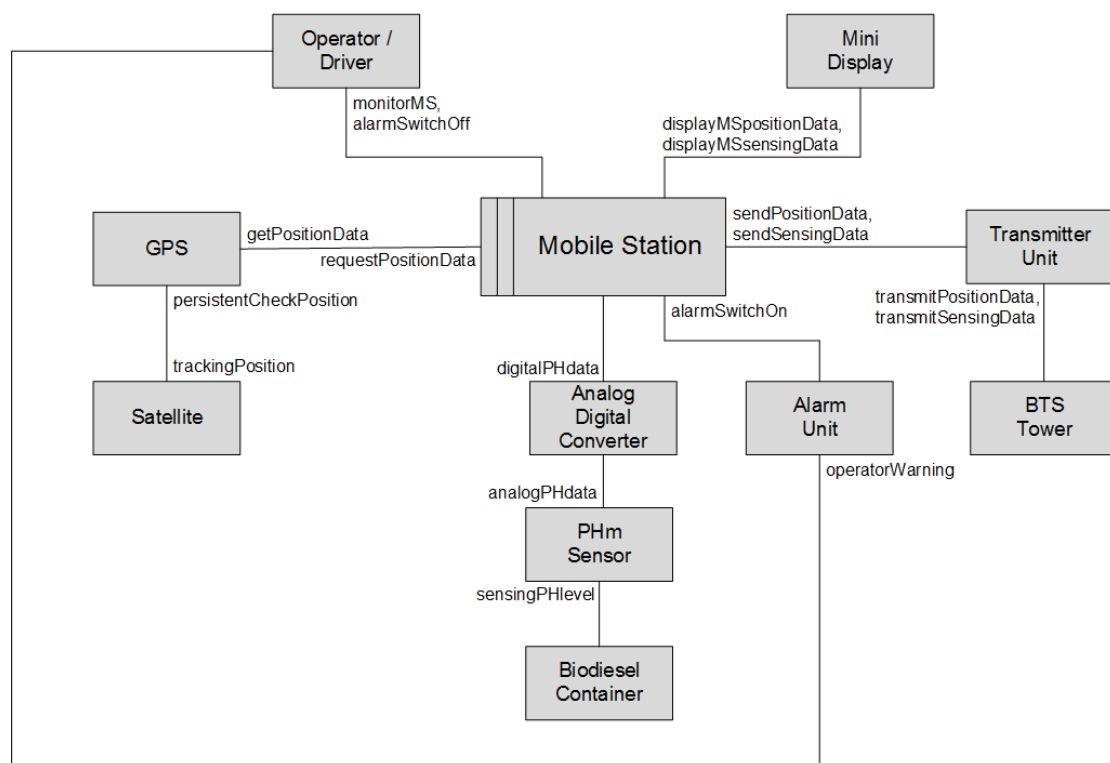 Operator /
Driver
Mini
Display
monitorMS,
alarmSwitchOff
displayMSpositionData,
displayMSsensingData
GPS
getPositionData
requestPositionData
Mobile Station
sendPositionData,
sendSensingData
Transmitter
Unit
persistentCheckPosition
alarmSwitchOn
transmitPositionData,
transmitSensingData
trackingPosition
digitalPHdata
Satellite
Analog
Digital
Converter
Alarm
Unit
BTS
Tower
operatorWarning
analogPHdata
PHm
Sensor
sensingPHlevel
Biodiesel
Container